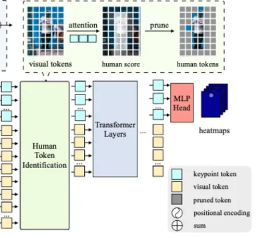 attention
prune
visual tokens
human score
human tokens
Human
Token
Identification
Transformer
Layers
...
MLP
Head
heatmaps
keypoint token
visual token
pruned token
positional encoding
sum